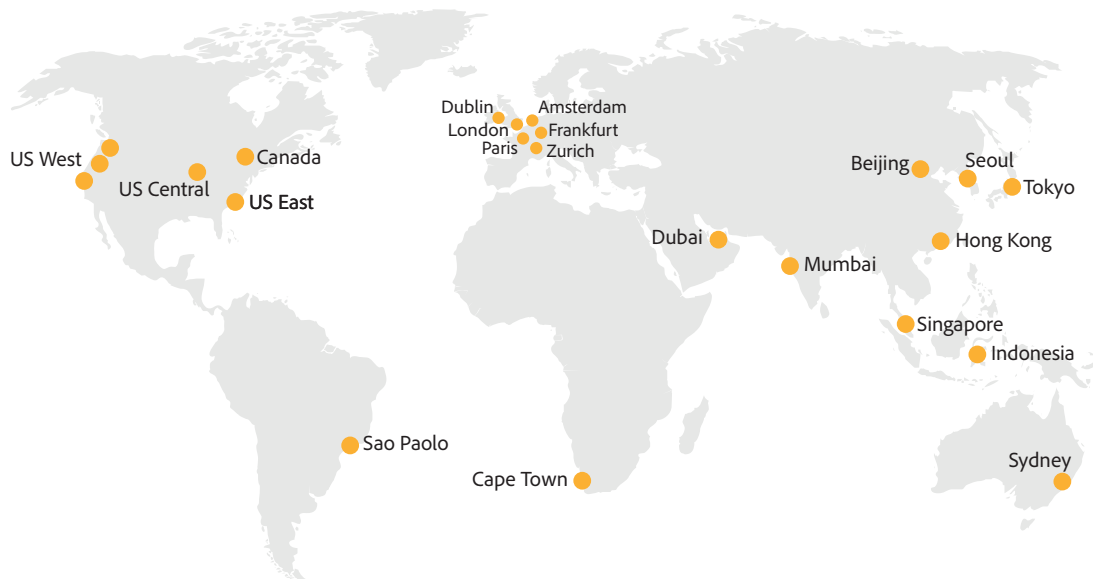 Dublin
Amsterdam
London
Frankfurt
Paris
Zurich
US West
Canada
US Central
US East
Beijing
Seoul
Tokyo
Dubai
Hong Kong
Mumbai
Singapore
Indonesia
Sao Paolo
Cape Town
Sydney